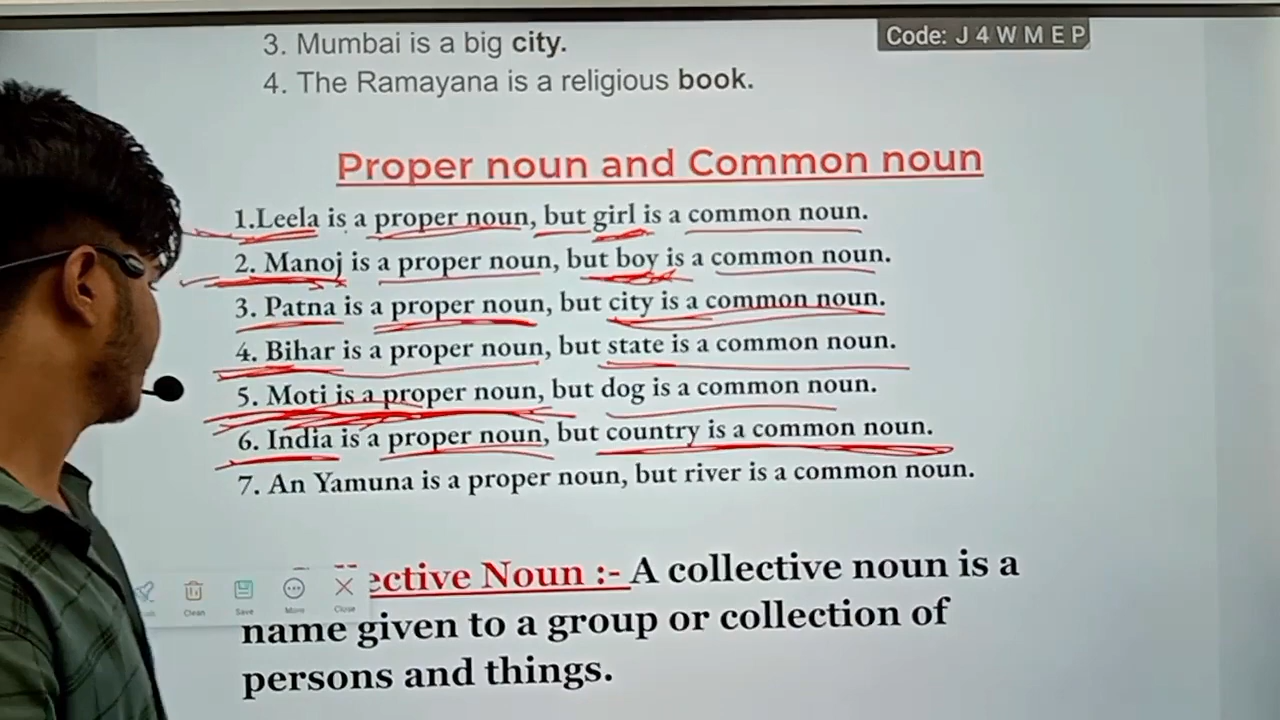 3. Mumbai is a big city.
Code: J 4 W M E P
4. The Ramayana is a religious book.
Proper noun and Common noun
1.Leela is a proper noun, but girl is a common noun.
2. Manoj is a proper noun, but boy is a common noun.
3. Patna is a proper noun, but city is a common noun.
4. Bihar is a proper noun, but state is a common noun.
5. Moti is a proper noun, but dog is a common noun.
6. India is a proper noun, but country is a common noun.
7. An Yamuna is a proper noun, but river is a common noun.
ective Noun :- A collective noun is a
Clean Save More Close
name given to a group or collection of
persons and things.